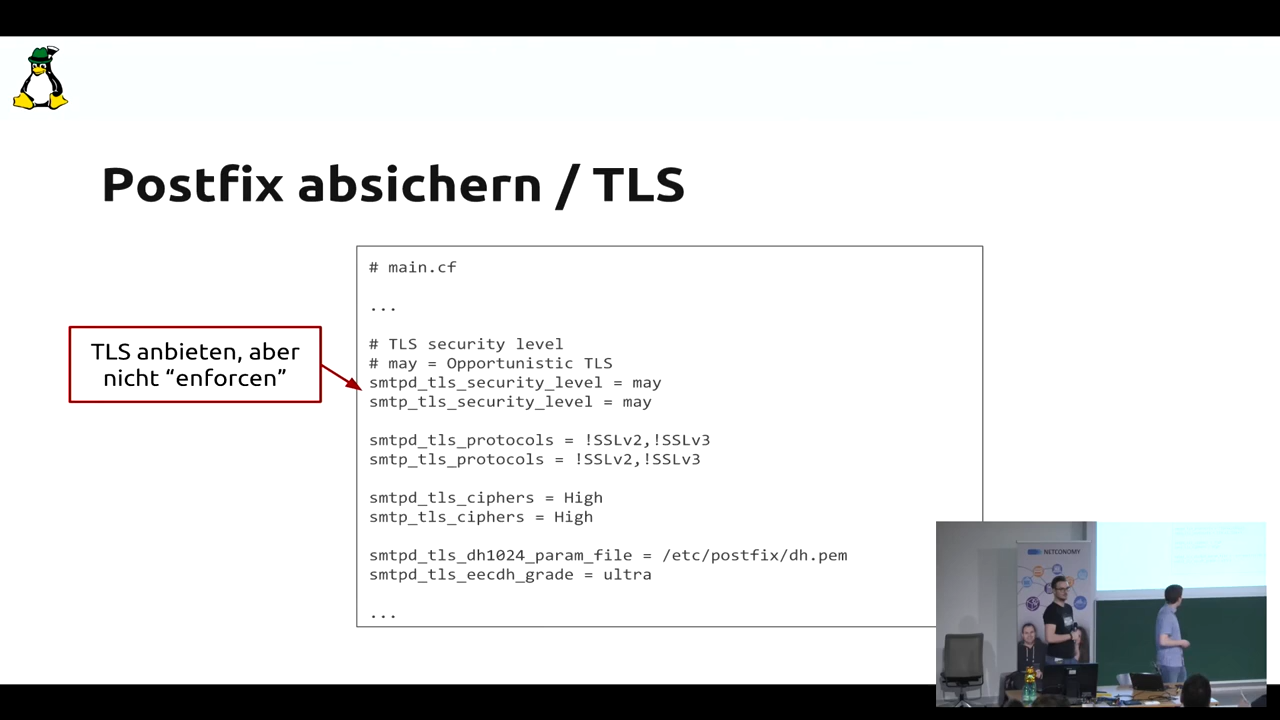 Postfix absichern / TLS
TLS anbieten, aber
nicht “enforcen”
# main.cf
...
# TLS security level
# may = Opportunistic TLS
smtpd_tls_security_level = may
smtp_tls_security_level = may
smtpd_tls_protocols = !SSLv2,!SSLv3
smtp_tls_protocols = !SSLv2,!SSLv3
smtpd_tls_ciphers = High
smtp_tls_ciphers = High
smtpd_tls_dh1024_param_file = /etc/postfix/dh.pem
smtpd_tls_eecdh_grade = ultra
...
NETCONOMY